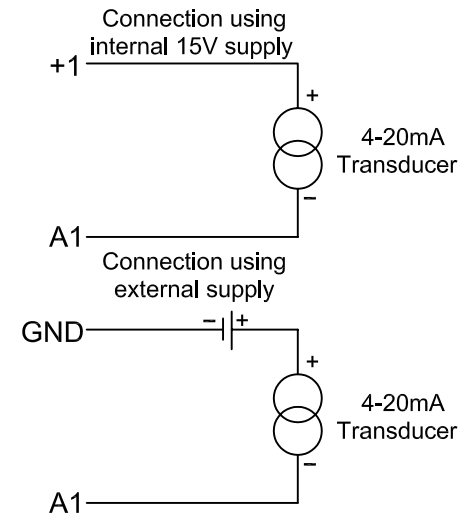 Connection using
internal 15V supply
+1
+
4-20mA
Transducer
−
A1
Connection using
external supply
GND
− +
+
4-20mA
Transducer
−
A1